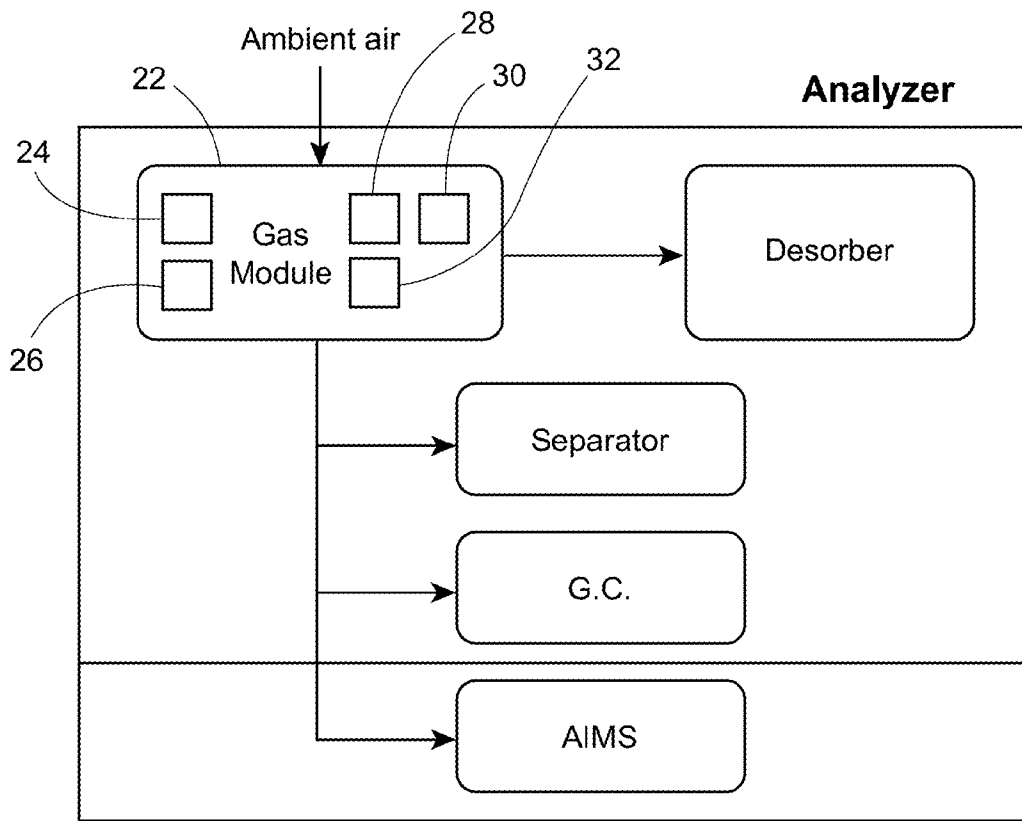 Ambient air
28
30
32
22
Analyzer
24
Gas
Module
Desorber
26
Separator
G.C.
AIMS